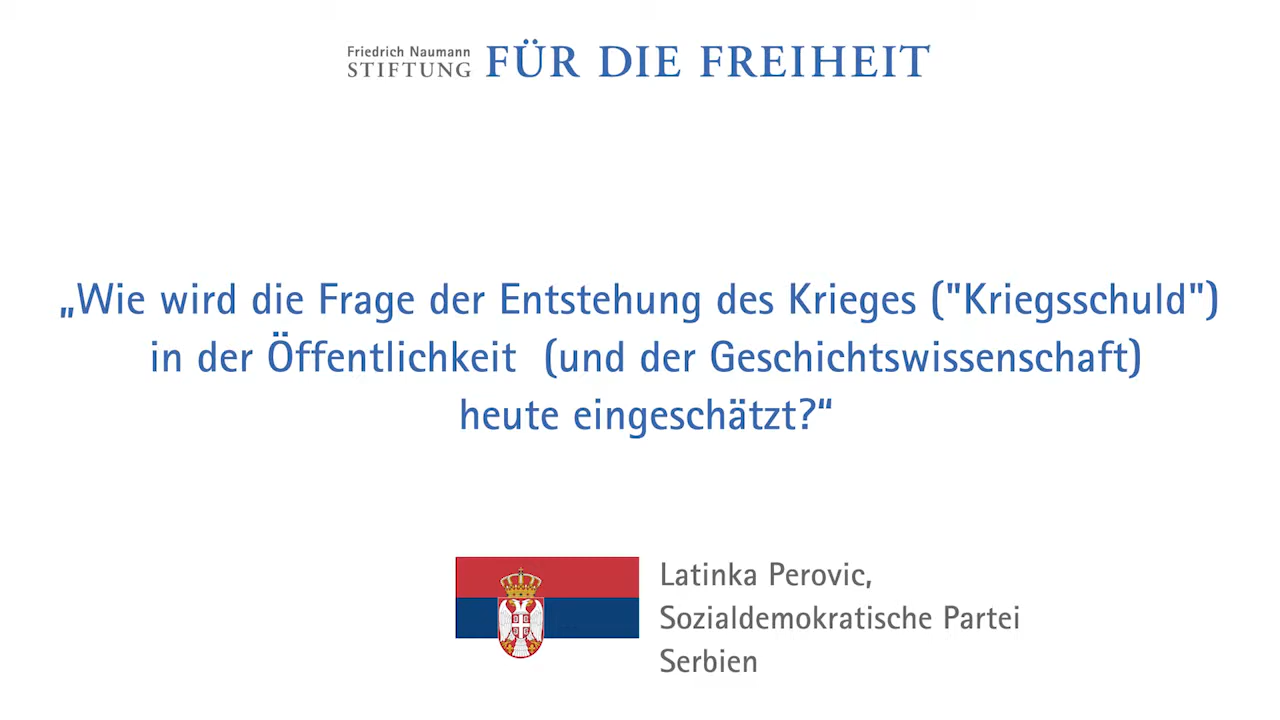 Friedrich Naumann
STIFTUNG FÜR DIE FREIHEIT
„Wie wird die Frage der Entstehung des Krieges ("Kriegsschuld")
in der Öffentlichkeit (und der Geschichtswissenschaft)
heute eingeschätzt?“
Latinka Perovic,
Sozialdemokratische Partei
Serbien